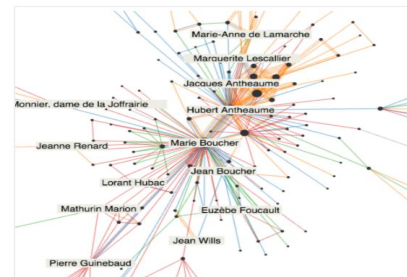 Marie-Anne de Lamarche
Marguerite Lescallier
Jacques Antheaume
Monnier. dame de la Joffrairie
Hubert Antheaume
Jeanne Renard
Marie Boucher
Jean Boucher
Lorant Hubac
Mathurin Marion
Euzèbe Foucault
Jean Wills
Pierre Guinebaud